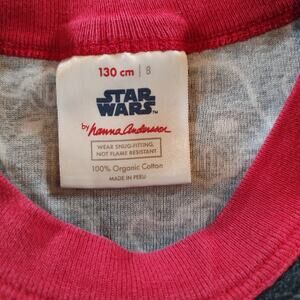 130 cm | 8
STAR
WARS™
by hanna andersson
WEAR SNUG-FITTING,
NOT FLAME RESISTANT
100% Organic Cotton
MADE IN PERU